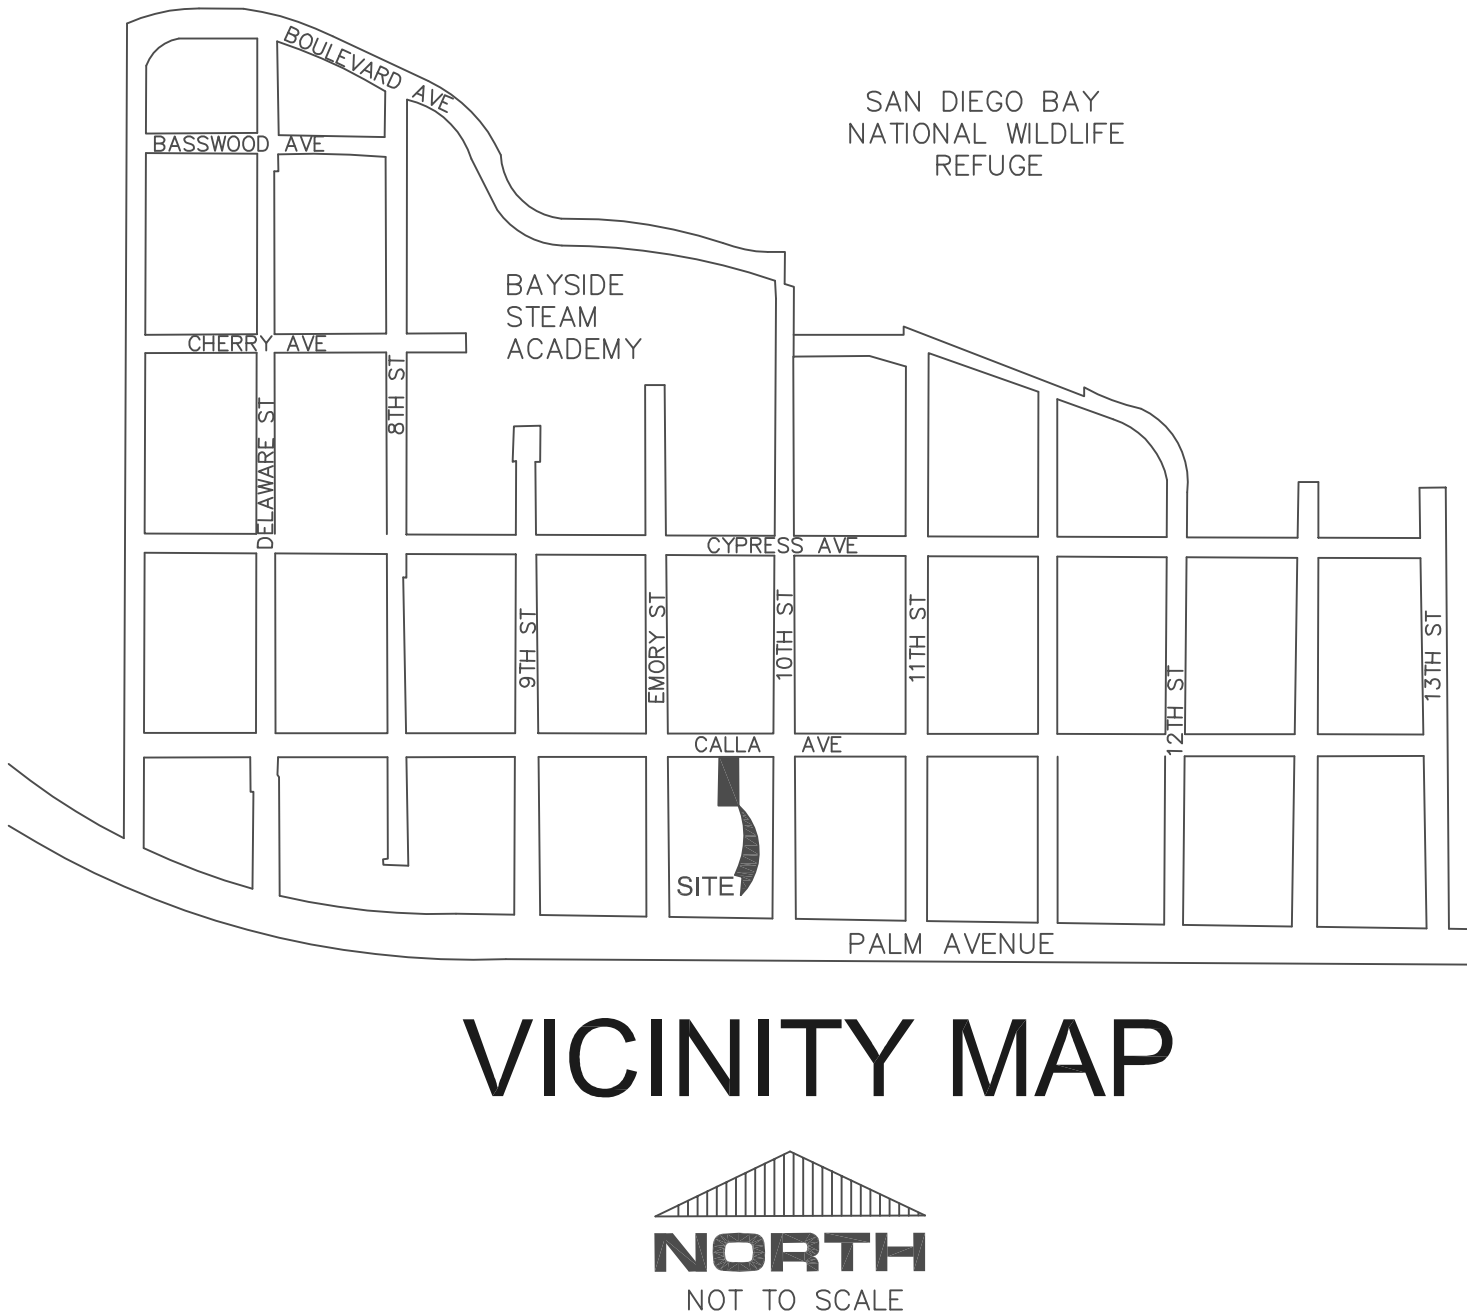 BOULEVARD AVE
SAN DIEGO BAY
NATIONAL WILDLIFE
REFUGE
BASSWOOD AVE
BAYSIDE
STEAM
ACADEMY
CHERRY AVE
8TH ST
DELAWARE ST
CYPRESS AVE
9TH ST
EMORY ST
10TH ST
11TH ST
12TH ST
13TH ST
CALLA AVE
SITE
PALM AVENUE
VICINITY MAP
NORTH
NOT TO SCALE